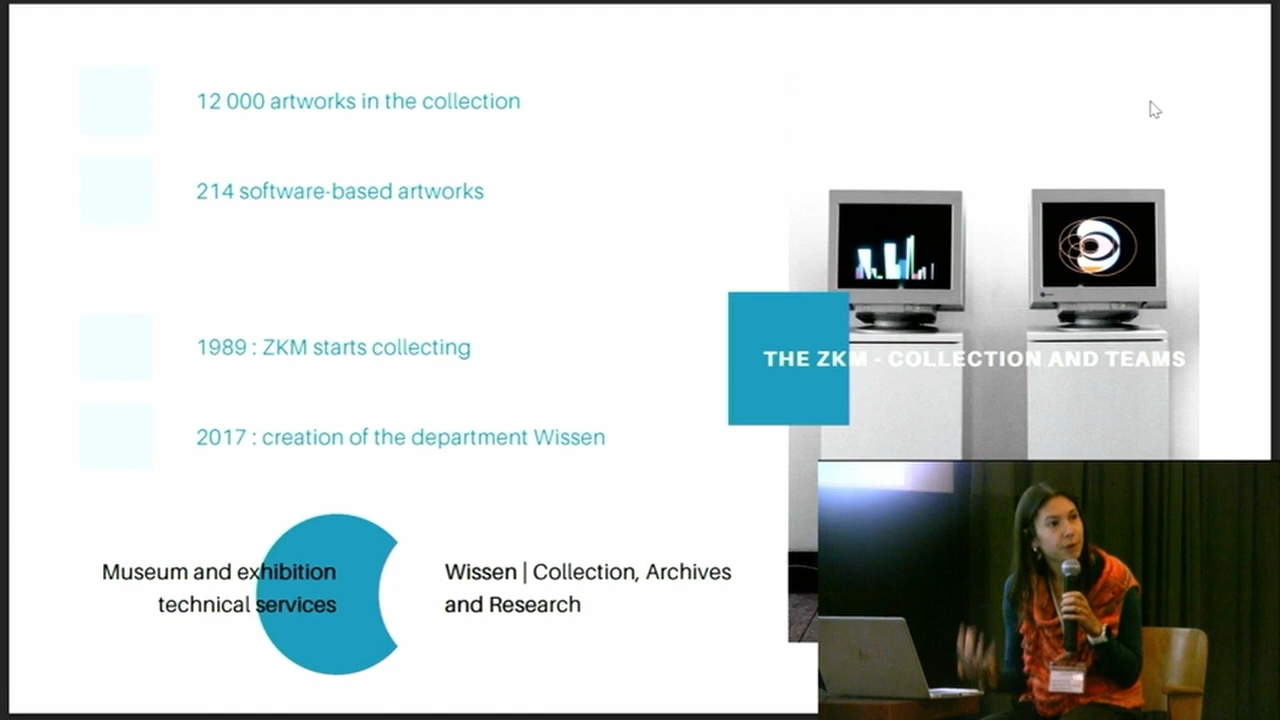 12 000 artworks in the collection
214 software-based artworks
1989 : ZKM starts collecting
2017 : creation of the department Wissen
THE ZKM - COLLECTION AND TEAMS
Museum and exhibition
technical services
Wissen | Collection, Archives
and Research